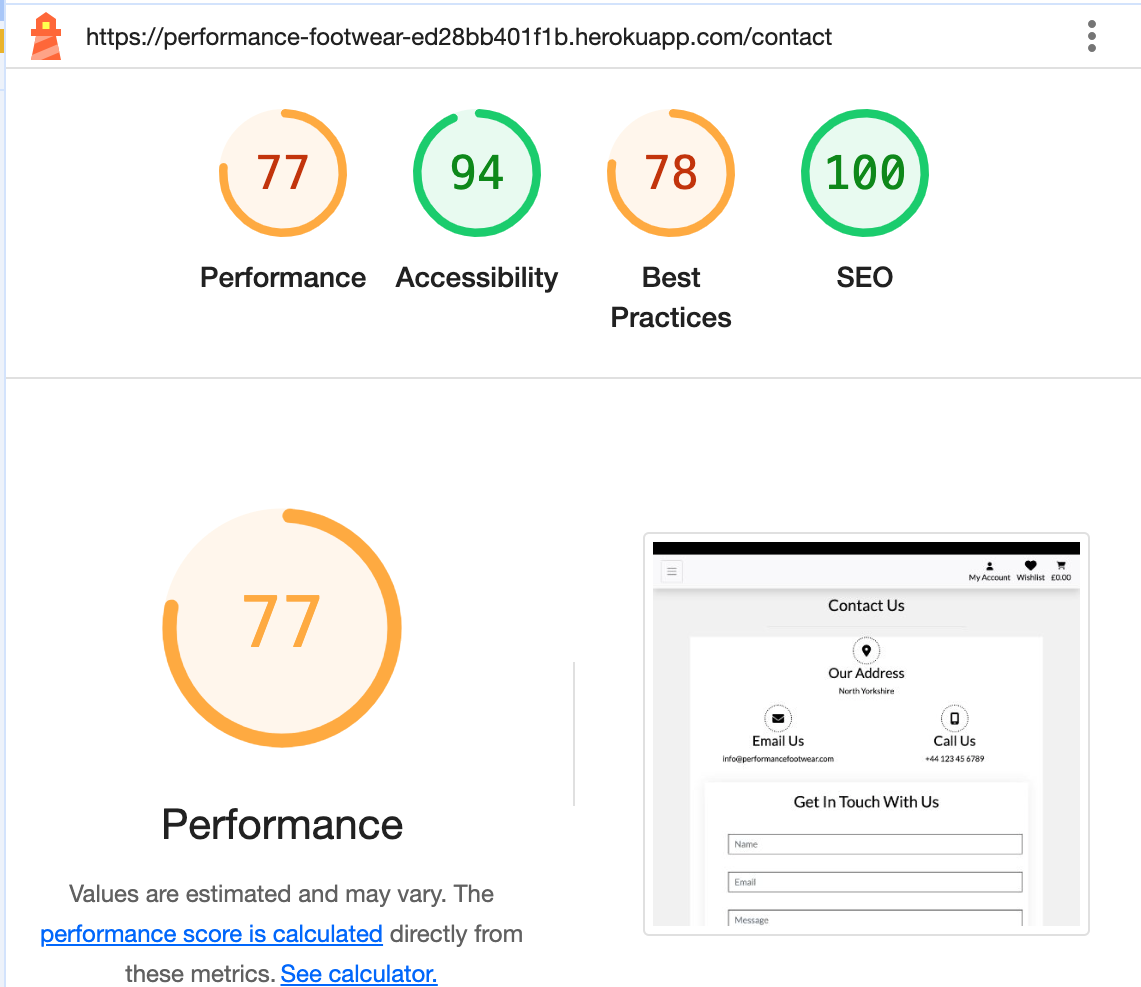 https://performance-footwear-ed28bb401f1b.herokuapp.com/contact
77
94
78
100
Performance
Accessibility
Best
Practices
SEO
77
Performance
Values are estimated and may vary. The
performance score is calculated directly from
these metrics. See calculator.
My Account Wishlist £0.00
Contact Us
Our Address
North Yorkshire
Email Us
info@performancefootwear.com
Call Us
+44 123 45 6789
Get In Touch With Us
Name
Email
Message